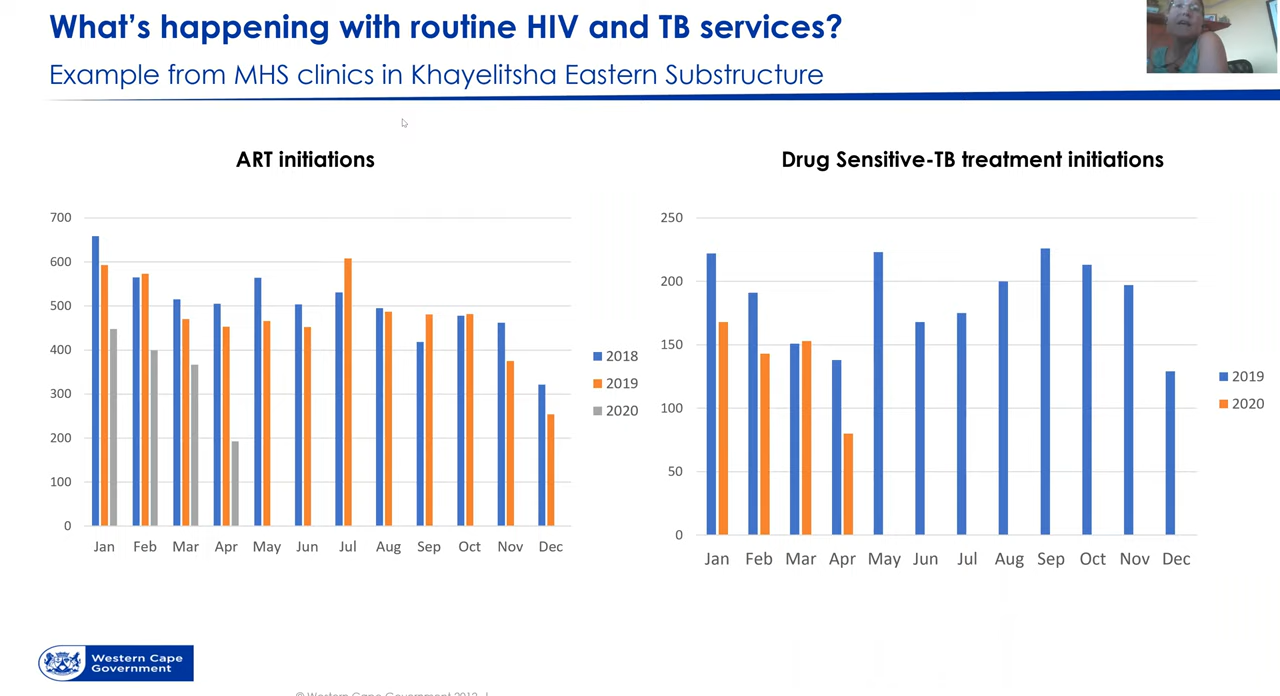 What's happening with routine HIV and TB services?
Example from MHS clinics in Khayelitsha Eastern Substructure
ART initiations
700
600
500
400
300
200
100
0
Jan Feb Mar Apr May Jun Jul Aug Sep Oct Nov Dec
2018
2019
2020
Drug Sensitive-TB treatment initiations
250
200
150
100
50
0
Jan Feb Mar Apr May Jun Jul Aug Sep Oct Nov Dec
2019
2020
Western Cape
Government